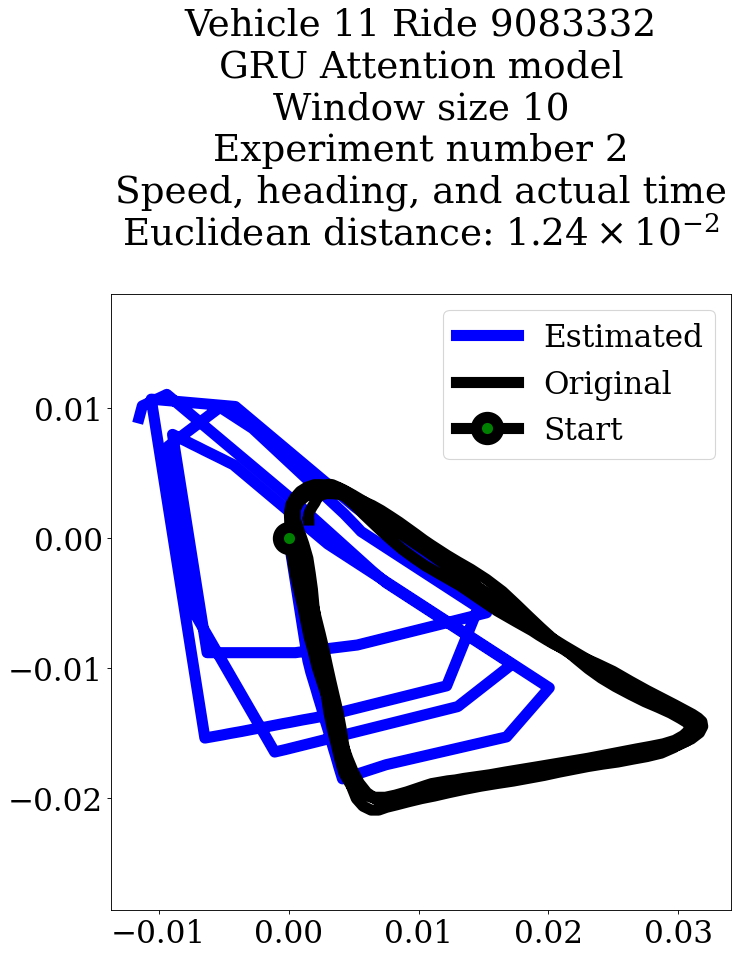 Vehicle 11 Ride 9083332
GRU Attention model
Window size 10
Experiment number 2
Speed, heading, and actual time
Euclidean distance: 1.24 × 10⁻²
Estimated
Original
Start
0.01
0.00
−0.01
−0.02
−0.01 0.00 0.01 0.02 0.03